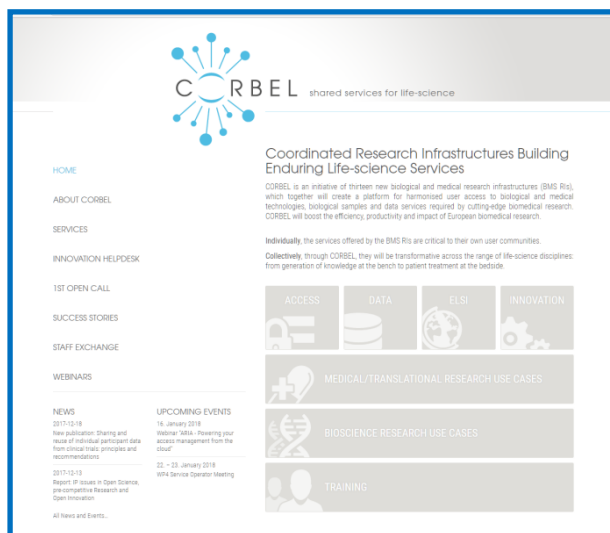 CORBEL shared services for life-science
Coordinated Research Infrastructures Building
Enduring Life-science Services
CORBEL is an initiative of thirteen new biological and medical research infrastructures (BMS RIs),
which together will create a platform for harmonised user access to biological and medical
technologies, biological samples and data services required by cutting-edge biomedical research.
CORBEL will boost the efficiency, productivity and impact of European biomedical research.
Individually, the services offered by the BMS RIs are critical to their own user communities.
Collectively, through CORBEL, they will be transformative across the range of life-science disciplines:
from generation of knowledge at the bench to patient treatment at the bedside.
HOME
ABOUT CORBEL
SERVICES
INNOVATION HELPDESK
1ST OPEN CALL
SUCCESS STORIES
STAFF EXCHANGE
WEBINARS
ACCESS
DATA
ELSI
INNOVATION
MEDICAL/TRANSLATIONAL RESEARCH USE CASES
BIOSCIENCE RESEARCH USE CASES
TRAINING
NEWS
2017-12-18
New publication: Sharing and
reuse of individual participant data
from clinical trials: principles and
recommendations
2017-12-13
Report: IP issues in Open Science,
pre-competitive Research and
Open Innovation
All News and Events...
UPCOMING EVENTS
16. January 2018
Webinar "ARIA - Powering your
access management from the
cloud"
22. – 23. January 2018
WP4 Service Operator Meeting